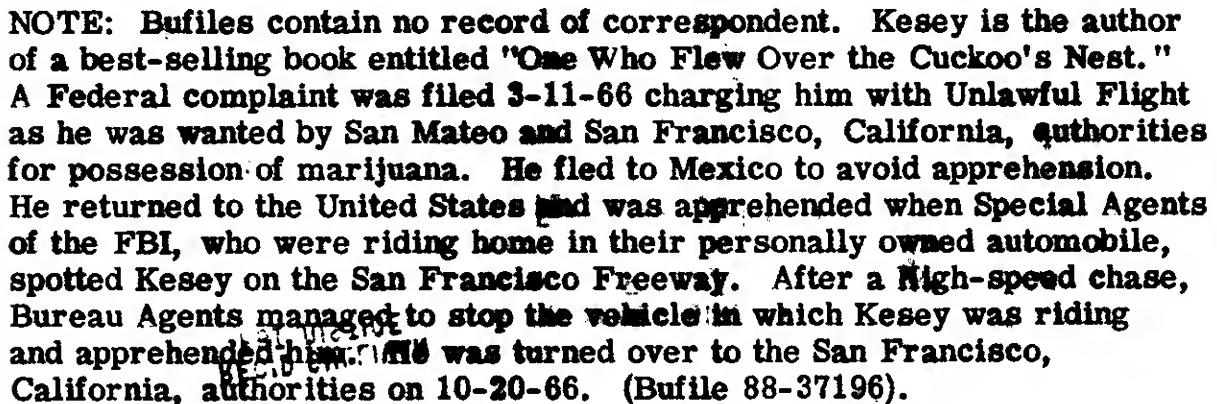 NOTE: Bufiles contain no record of correspondent. Kesey is the author
of a best-selling book entitled "One Who Flew Over the Cuckoo's Nest."
A Federal complaint was filed 3-11-66 charging him with Unlawful Flight
as he was wanted by San Mateo and San Francisco, California, authorities
for possession of marijuana. He fled to Mexico to avoid apprehension.
He returned to the United States and was apprehended when Special Agents
of the FBI, who were riding home in their personally owned automobile,
spotted Kesey on the San Francisco Freeway. After a high-speed chase,
Bureau Agents managed to stop the vehicle in which Kesey was riding
and apprehended him. He was turned over to the San Francisco,
California, authorities on 10-20-66. (Bufile 88-37196).